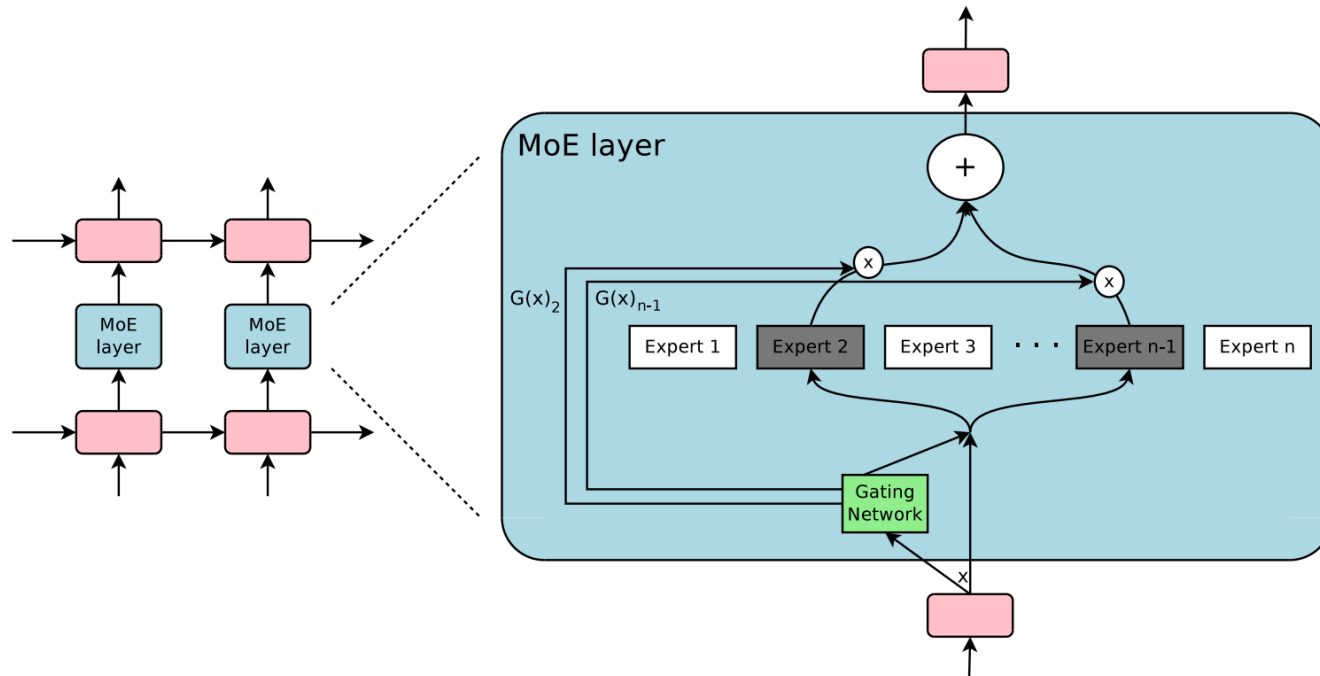 MoE layer
+
x
x
G(x)2
G(x)n-1
MoE
layer
MoE
layer
Expert 1
Expert 2
Expert 3
. . .
Expert n-1
Expert n
Gating
Network
x